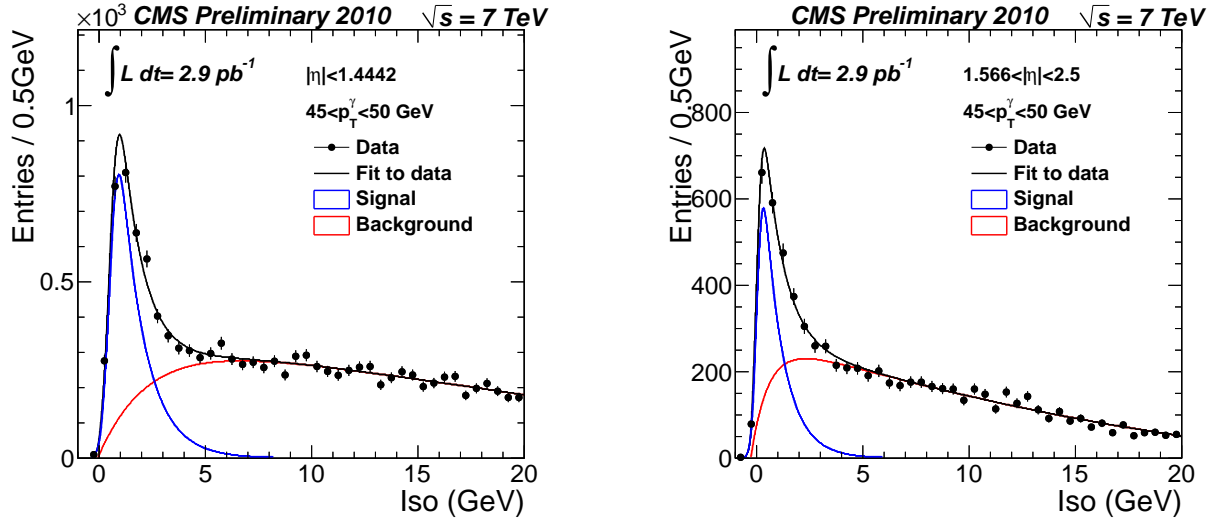 ×10³ CMS Preliminary 2010 √s = 7 TeV
∫ L dt= 2.9 pb⁻¹
|η|<1.4442
45<p_T^γ<50 GeV
Data
Fit to data
Signal
Background
Entries / 0.5GeV
1
0.5
0
0 5 10 15 20
Iso (GeV)
CMS Preliminary 2010 √s = 7 TeV
∫ L dt= 2.9 pb⁻¹
1.566<|η|<2.5
45<p_T^γ<50 GeV
Data
Fit to data
Signal
Background
Entries / 0.5GeV
800
600
400
200
0
0 5 10 15 20
Iso (GeV)